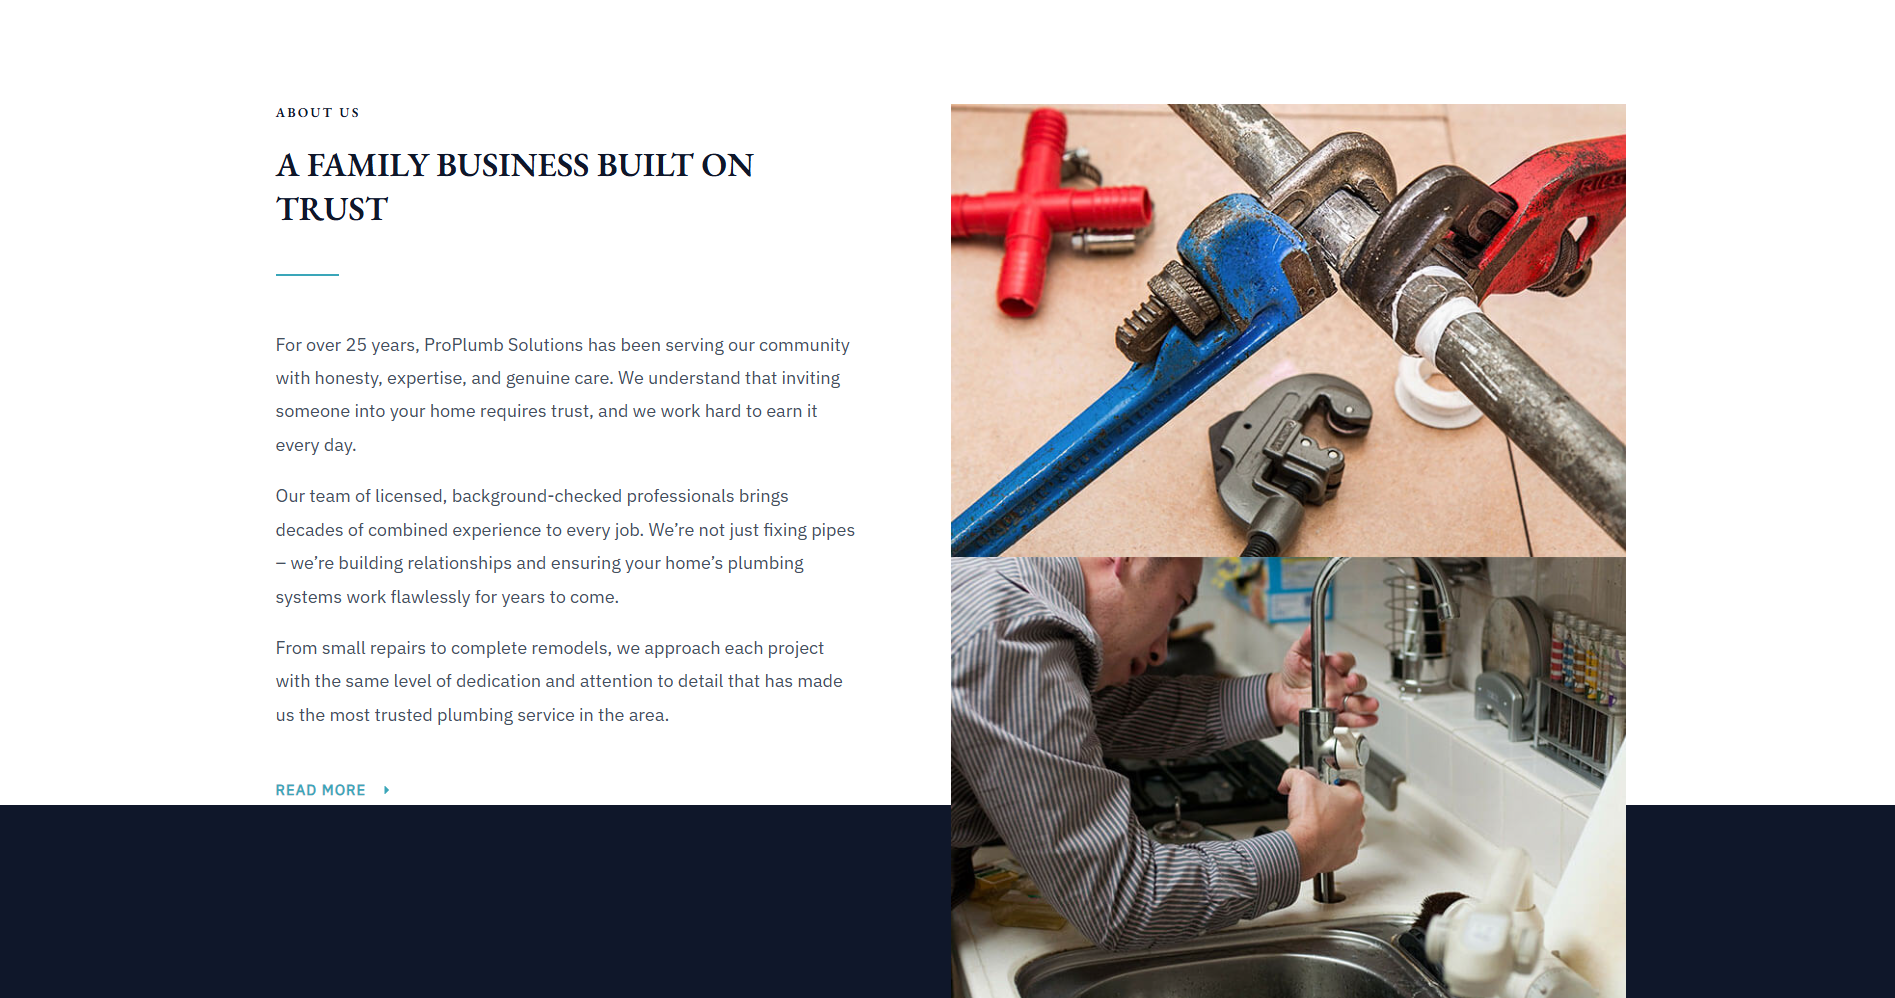 ABOUT US
A FAMILY BUSINESS BUILT ON
TRUST
For over 25 years, ProPlumb Solutions has been serving our community
with honesty, expertise, and genuine care. We understand that inviting
someone into your home requires trust, and we work hard to earn it
every day.
Our team of licensed, background-checked professionals brings
decades of combined experience to every job. We’re not just fixing pipes
– we’re building relationships and ensuring your home’s plumbing
systems work flawlessly for years to come.
From small repairs to complete remodels, we approach each project
with the same level of dedication and attention to detail that has made
us the most trusted plumbing service in the area.
READ MORE